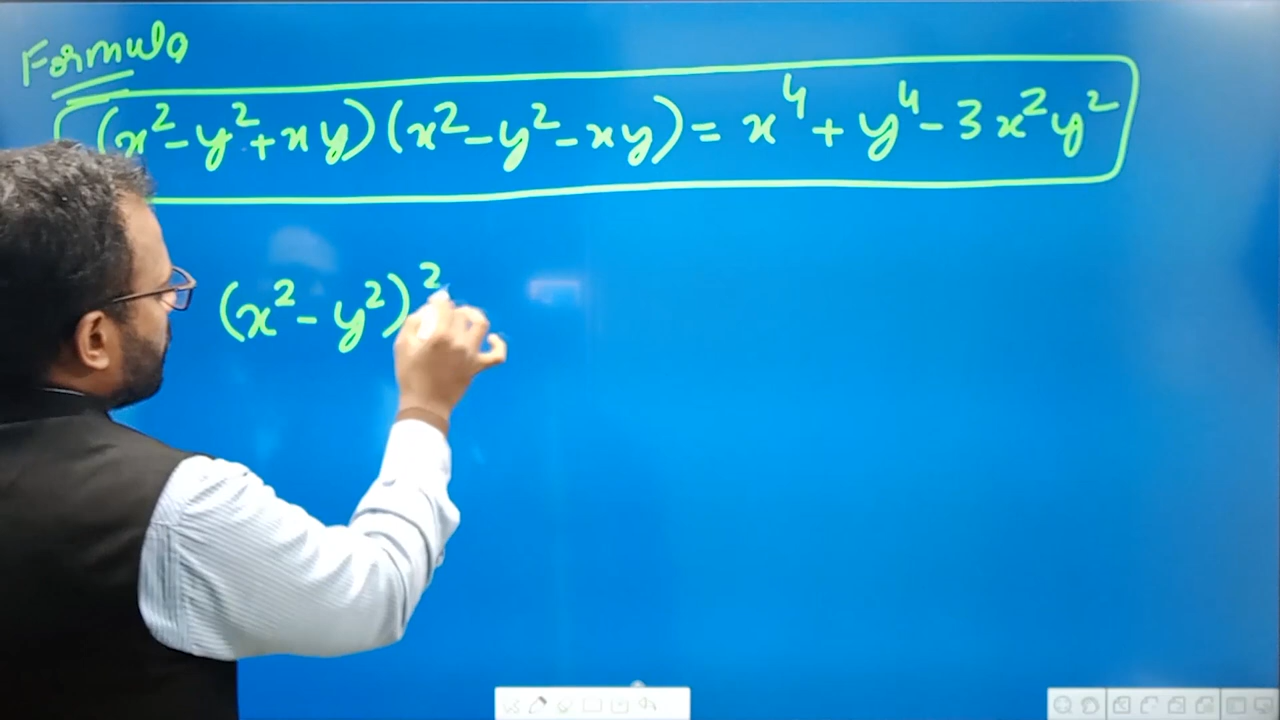 Formula
(x²-y²+xy)(x²-y²-xy)= x⁴+y⁴-3x²y²
(x²-y²)²